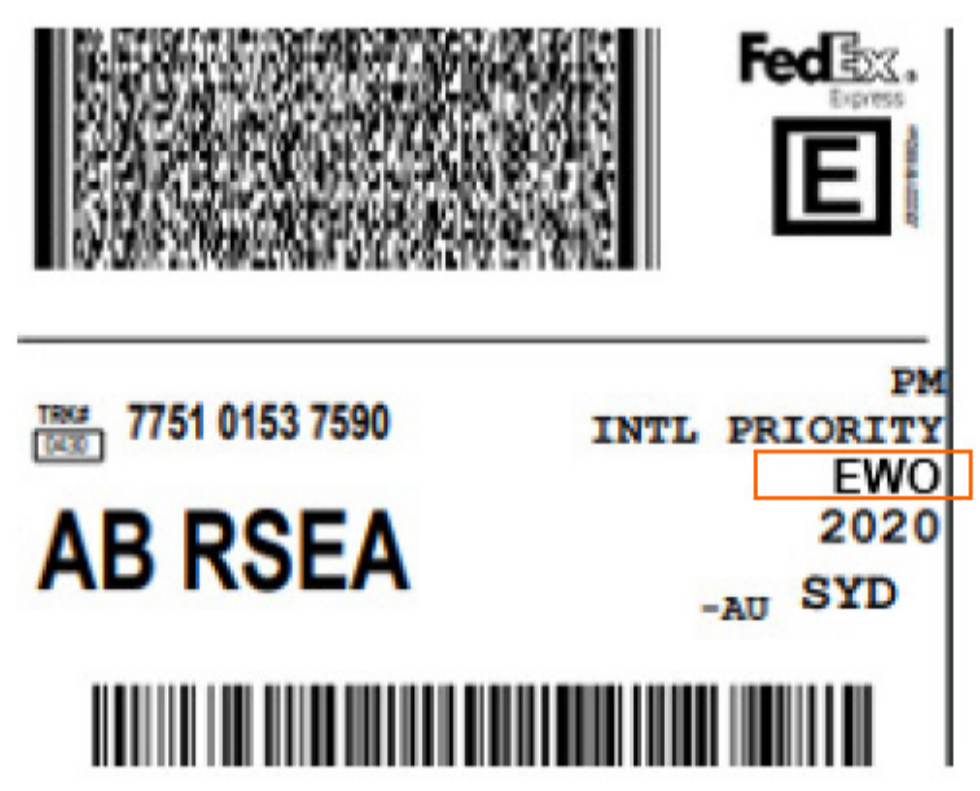 FedEx.
Express
E
TRK# 7751 0153 7590
0430
PM
INTL PRIORITY
EWO
AB RSEA
2020
-AU SYD